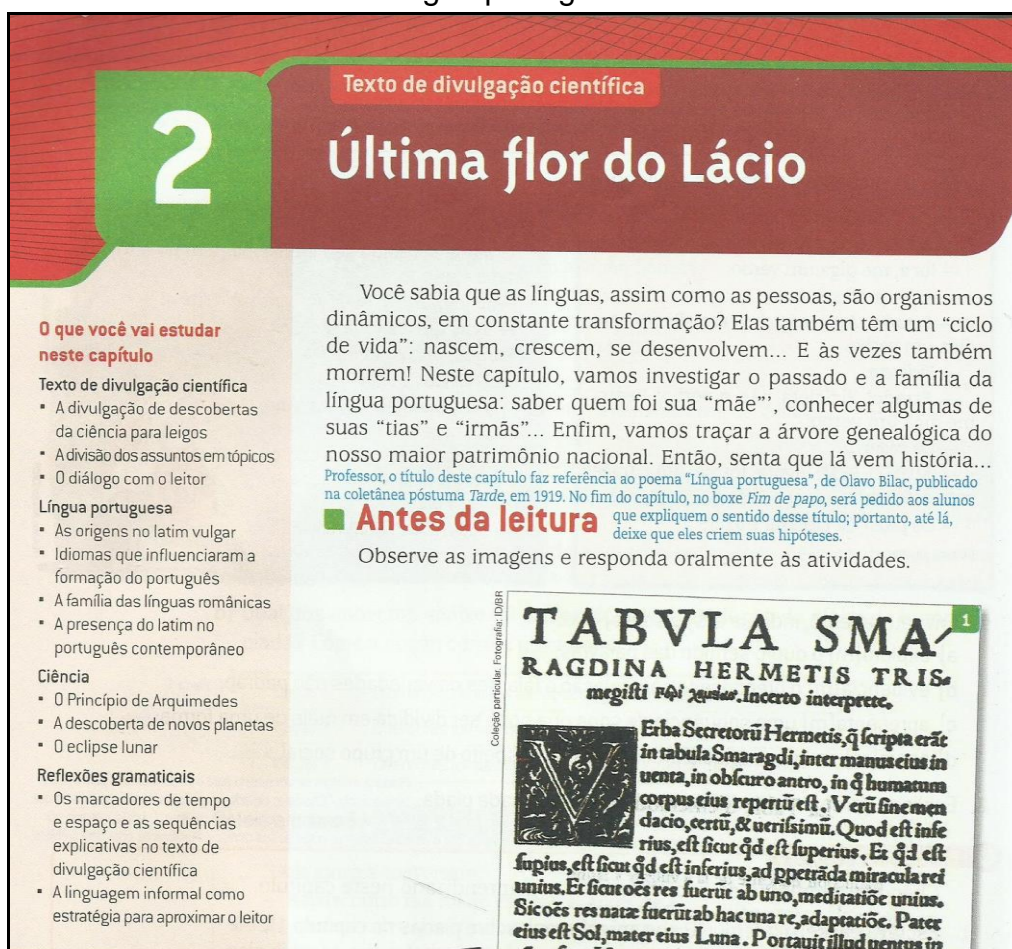 2
Texto de divulgação científica
Última flor do Lácio
Você sabia que as línguas, assim como as pessoas, são organismos
dinâmicos, em constante transformação? Elas também têm um “ciclo
de vida”: nascem, crescem, se desenvolvem... E às vezes também
morrem! Neste capítulo, vamos investigar o passado e a família da
língua portuguesa: saber quem foi sua “mãe”’, conhecer algumas de
suas “tias” e “irmãs”... Enfim, vamos traçar a árvore genealógica do
nosso maior patrimônio nacional. Então, senta que lá vem história...
Professor, o título deste capítulo faz referência ao poema “Língua portuguesa”, de Olavo Bilac, publicado
na coletânea póstuma Tarde, em 1919. No fim do capítulo, no boxe Fim de papo, será pedido aos alunos
que expliquem o sentido desse título; portanto, até lá,
deixe que eles criem suas hipóteses.
Antes da leitura
Observe as imagens e responda oralmente às atividades.
O que você vai estudar
neste capítulo
Texto de divulgação científica
▪ A divulgação de descobertas
da ciência para leigos
▪ A divisão dos assuntos em tópicos
▪ O diálogo com o leitor
Língua portuguesa
▪ As origens no latim vulgar
▪ Idiomas que influenciaram a
formação do português
▪ A família das línguas românicas
▪ A presença do latim no
português contemporâneo
Ciência
▪ O Princípio de Arquimedes
▪ A descoberta de novos planetas
▪ O eclipse lunar
Reflexões gramaticais
▪ Os marcadores de tempo
e espaço e as sequências
explicativas no texto de
divulgação científica
▪ A linguagem informal como
estratégia para aproximar o leitor
Coleção particular. Fotografia: ID/BR
1
TABVLA SMA
RAGDINA HERMETIS TRIS-
megiſti. Incerto interprete.
VErba Secretorū Hermetis, q̄ ſcripta erāt
in tabula Smaragdi, inter manus eius in
uenta, in obſcuro antro, in q̄ humatum
corpus eius repertū eſt. Verū ſine men
dacio, certū, & ueriſsimū. Quod eſt infe
rius, eſt ſicut qd eſt ſuperius. Et qd eſt
ſupius, eſt ſicut qd eſt inferius, ad ppetrāda miracula rei
unius. Et ſicut oēs res fuerūt ab uno, meditatiōe unius.
Sic oēs res natæ fuerūt ab hac una re, adaptatiōe. Pater
eius eſt Sol, mater eius Luna. Portauit illud uentus in